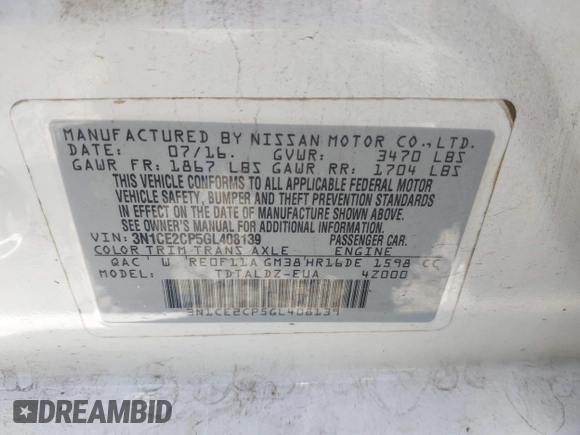 MANUFACTURED BY NISSAN MOTOR CO.,LTD.
DATE: 07/16. GVWR: 3470 LBS
GAWR FR: 1867 LBS GAWR RR: 1704 LBS
THIS VEHICLE CONFORMS TO ALL APPLICABLE FEDERAL MOTOR
VEHICLE SAFETY, BUMPER AND THEFT PREVENTION STANDARDS
IN EFFECT ON THE DATE OF MANUFACTURE SHOWN ABOVE.
SEE OWNER'S MANUAL FOR ADDITIONAL INFORMATION.
VIN: 3N1CE2CP5GL408139 PASSENGER CAR.
COLOR TRIM TRANS. AXLE ENGINE
QAC W RE0F11A GM38 HR16DE 1598 CC
MODEL: TDTALDZ-EUA 4Z000
3N1CE2CP5GL408139
DREAMBID